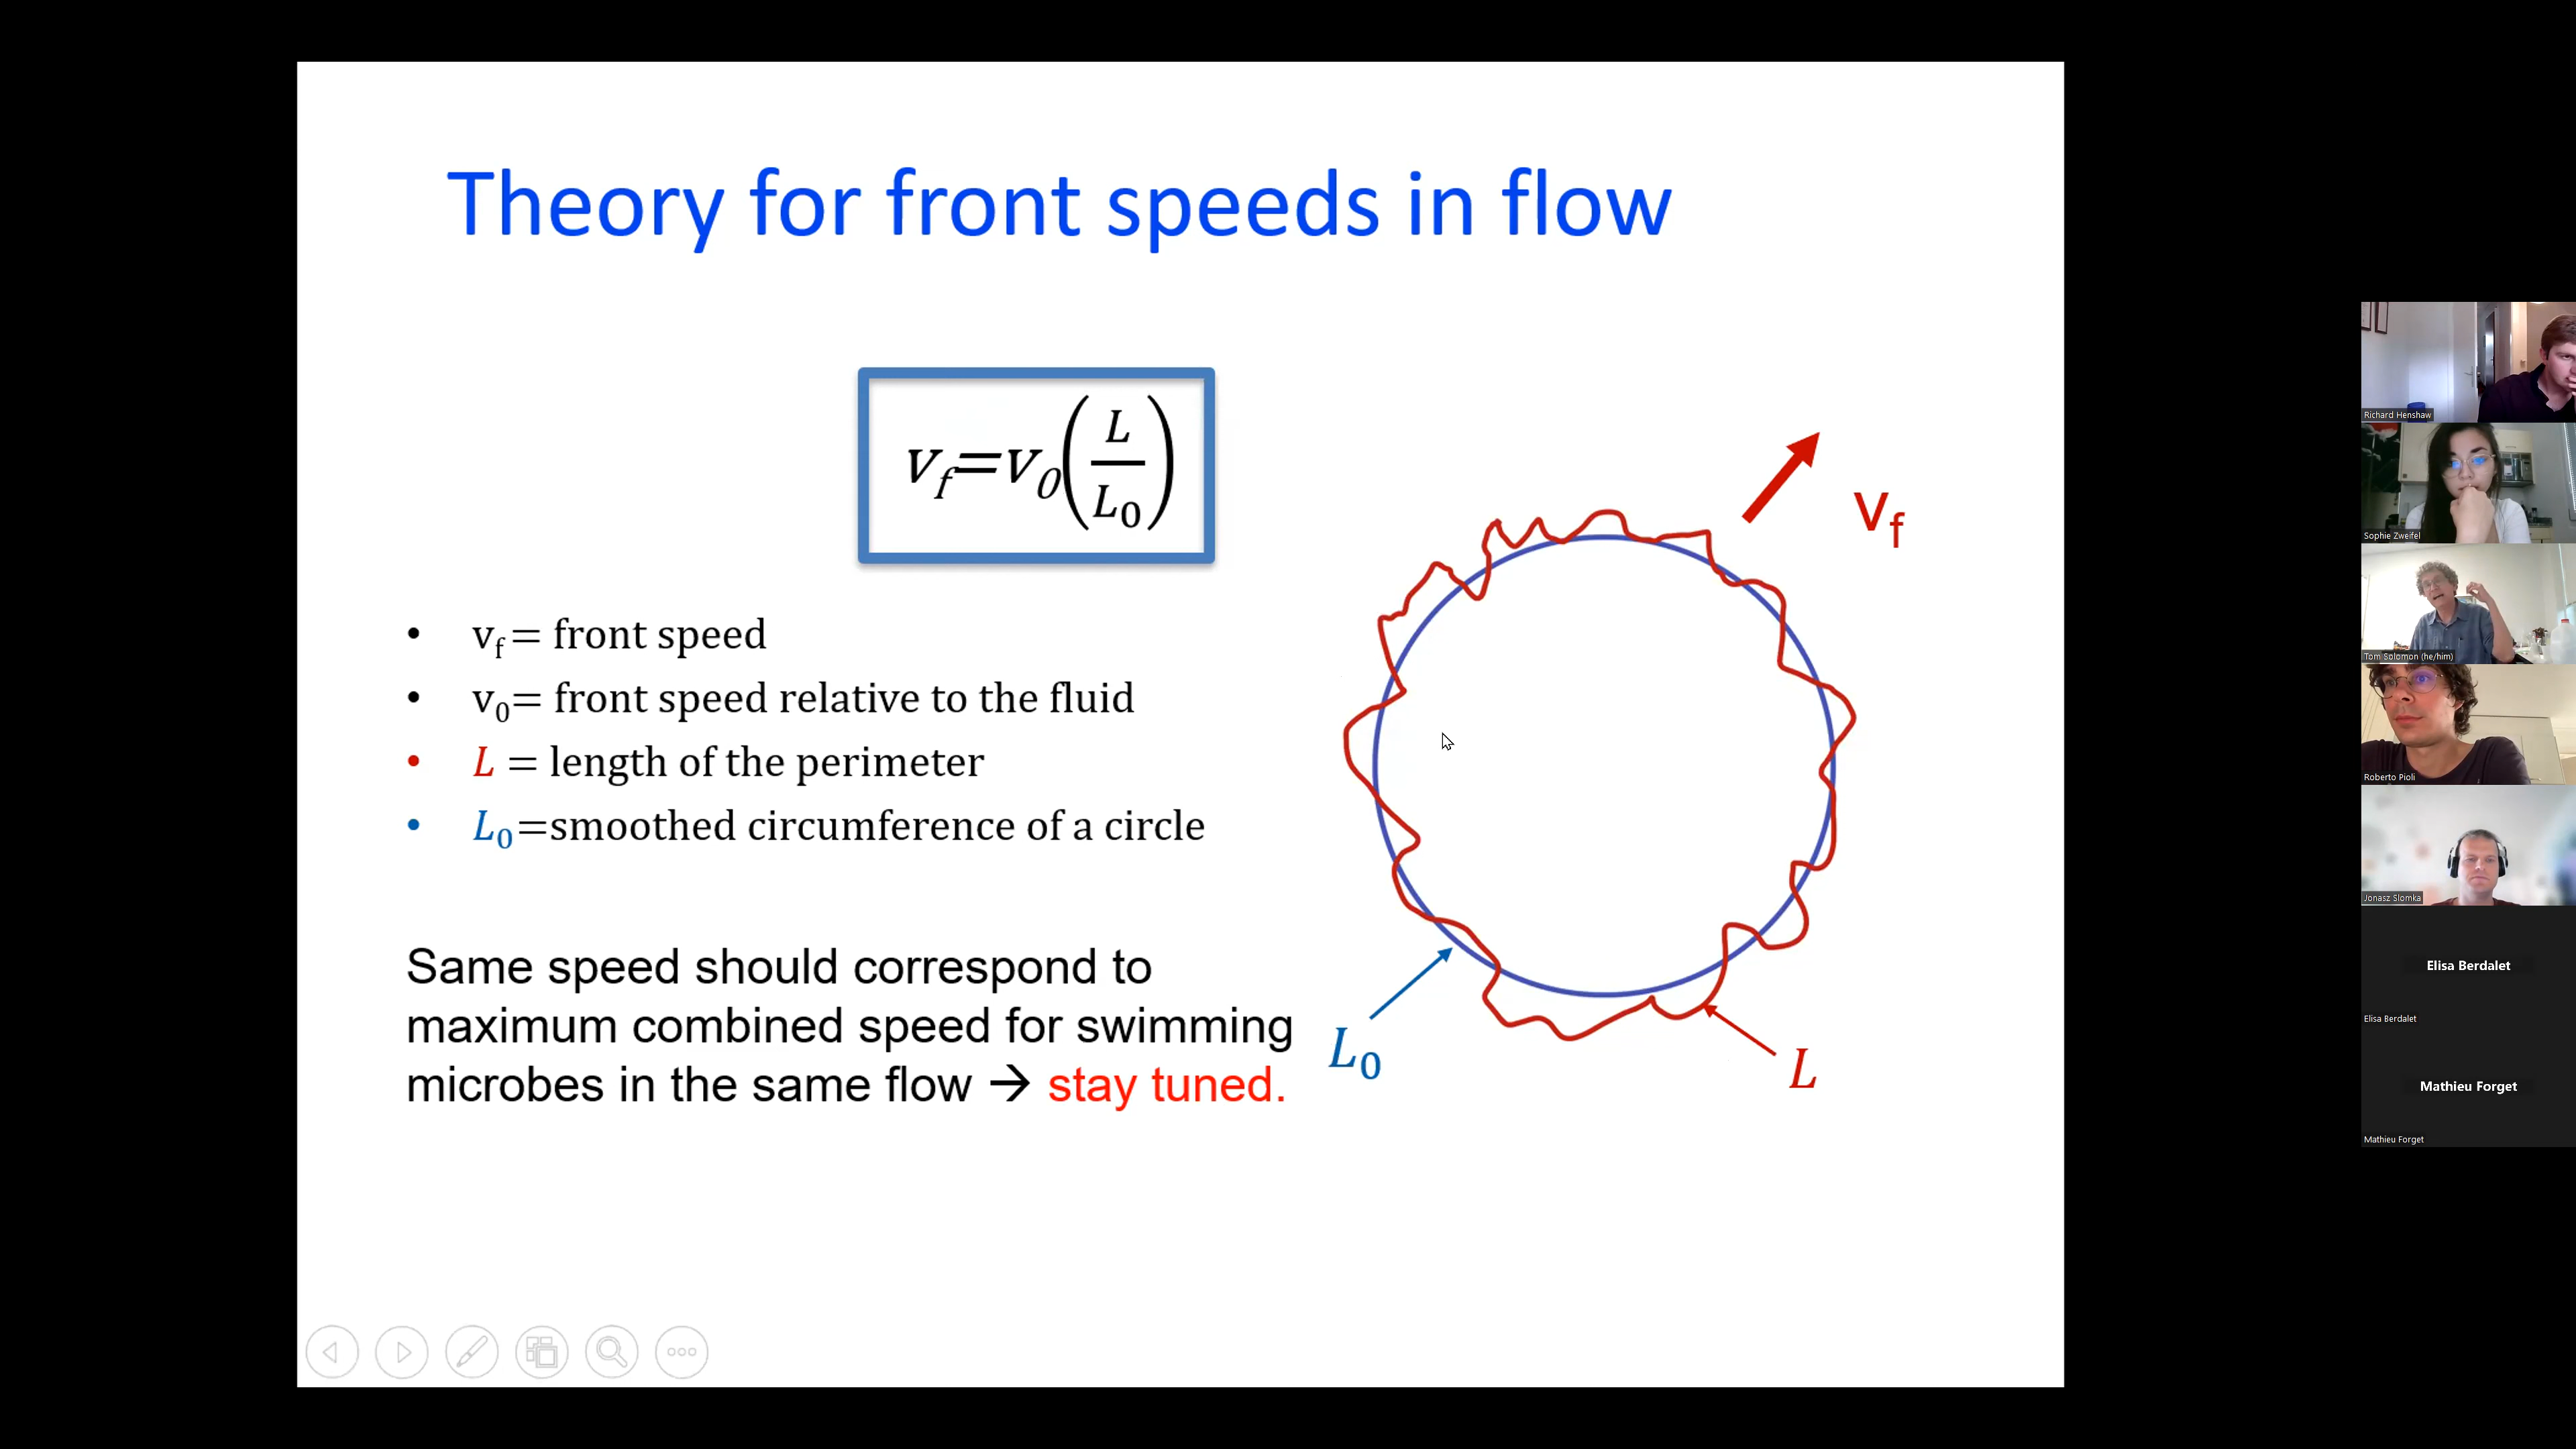 Theory for front speeds in flow
v_f=v_0(L/L_0)
• v_f= front speed
• v_0= front speed relative to the fluid
• L = length of the perimeter
• L_0=smoothed circumference of a circle
Same speed should correspond to
maximum combined speed for swimming
microbes in the same flow → stay tuned.
v_f
L_0
L
Richard Henshaw
Sophie Zweifel
Tom Solomon (he/him)
Roberto Pioli
Jonasz Slomka
Elisa Berdalet
Elisa Berdalet
Mathieu Forget
Mathieu Forget